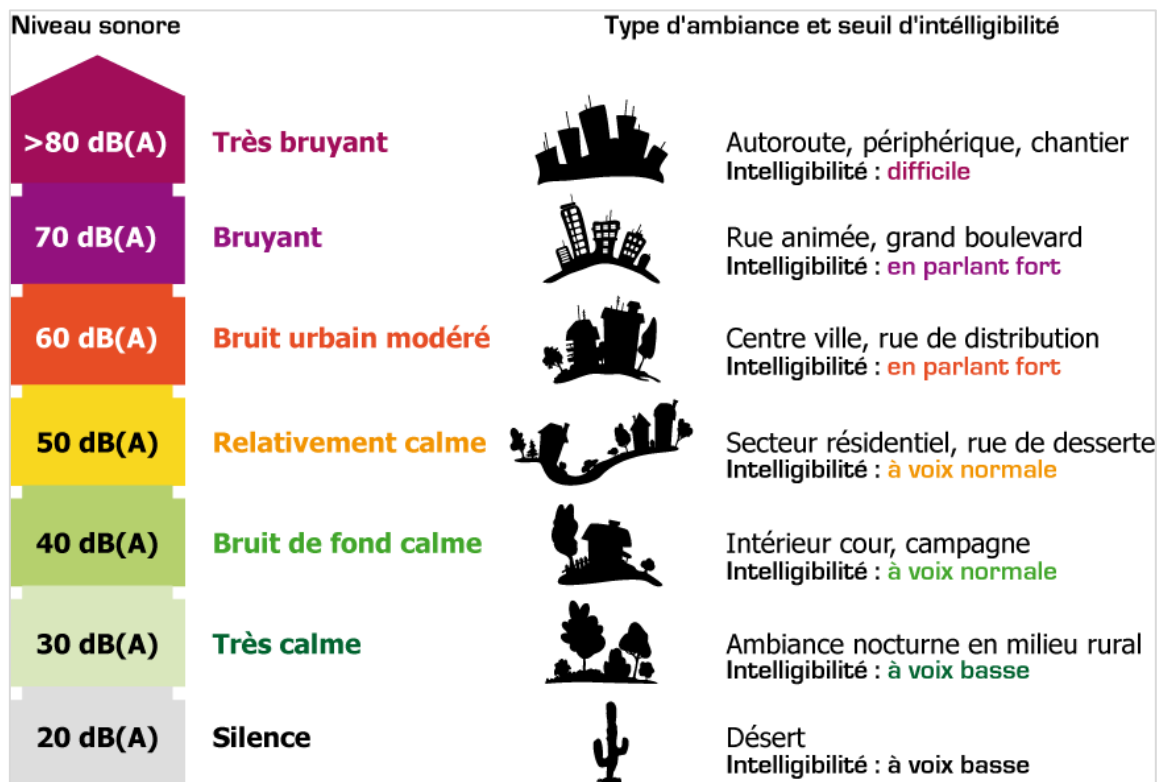 Niveau sonore
Type d'ambiance et seuil d'intélligibilité
>80 dB(A)
Très bruyant
Autoroute, périphérique, chantier
Intelligibilité : difficile
70 dB(A)
Bruyant
Rue animée, grand boulevard
Intelligibilité : en parlant fort
60 dB(A)
Bruit urbain modéré
Centre ville, rue de distribution
Intelligibilité : en parlant fort
50 dB(A)
Relativement calme
Secteur résidentiel, rue de desserte
Intelligibilité : à voix normale
40 dB(A)
Bruit de fond calme
Intérieur cour, campagne
Intelligibilité : à voix normale
30 dB(A)
Très calme
Ambiance nocturne en milieu rural
Intelligibilité : à voix basse
20 dB(A)
Silence
Désert
Intelligibilité : à voix basse